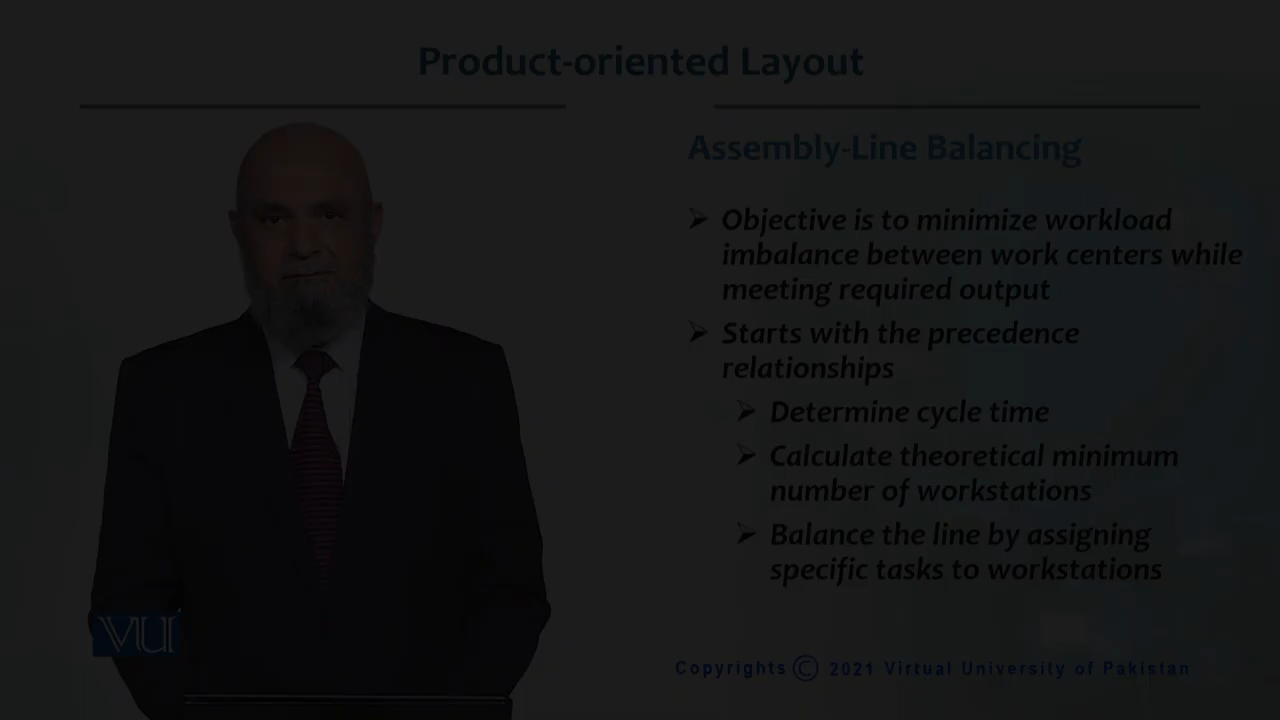 Product-oriented Layout
Assembly-Line Balancing
➢ Objective is to minimize workload
imbalance between work centers while
meeting required output
➢ Starts with the precedence
relationships
➢ Determine cycle time
➢ Calculate theoretical minimum
number of workstations
➢ Balance the line by assigning
specific tasks to workstations
VU
Copyrights © 2021 Virtual University of Pakistan